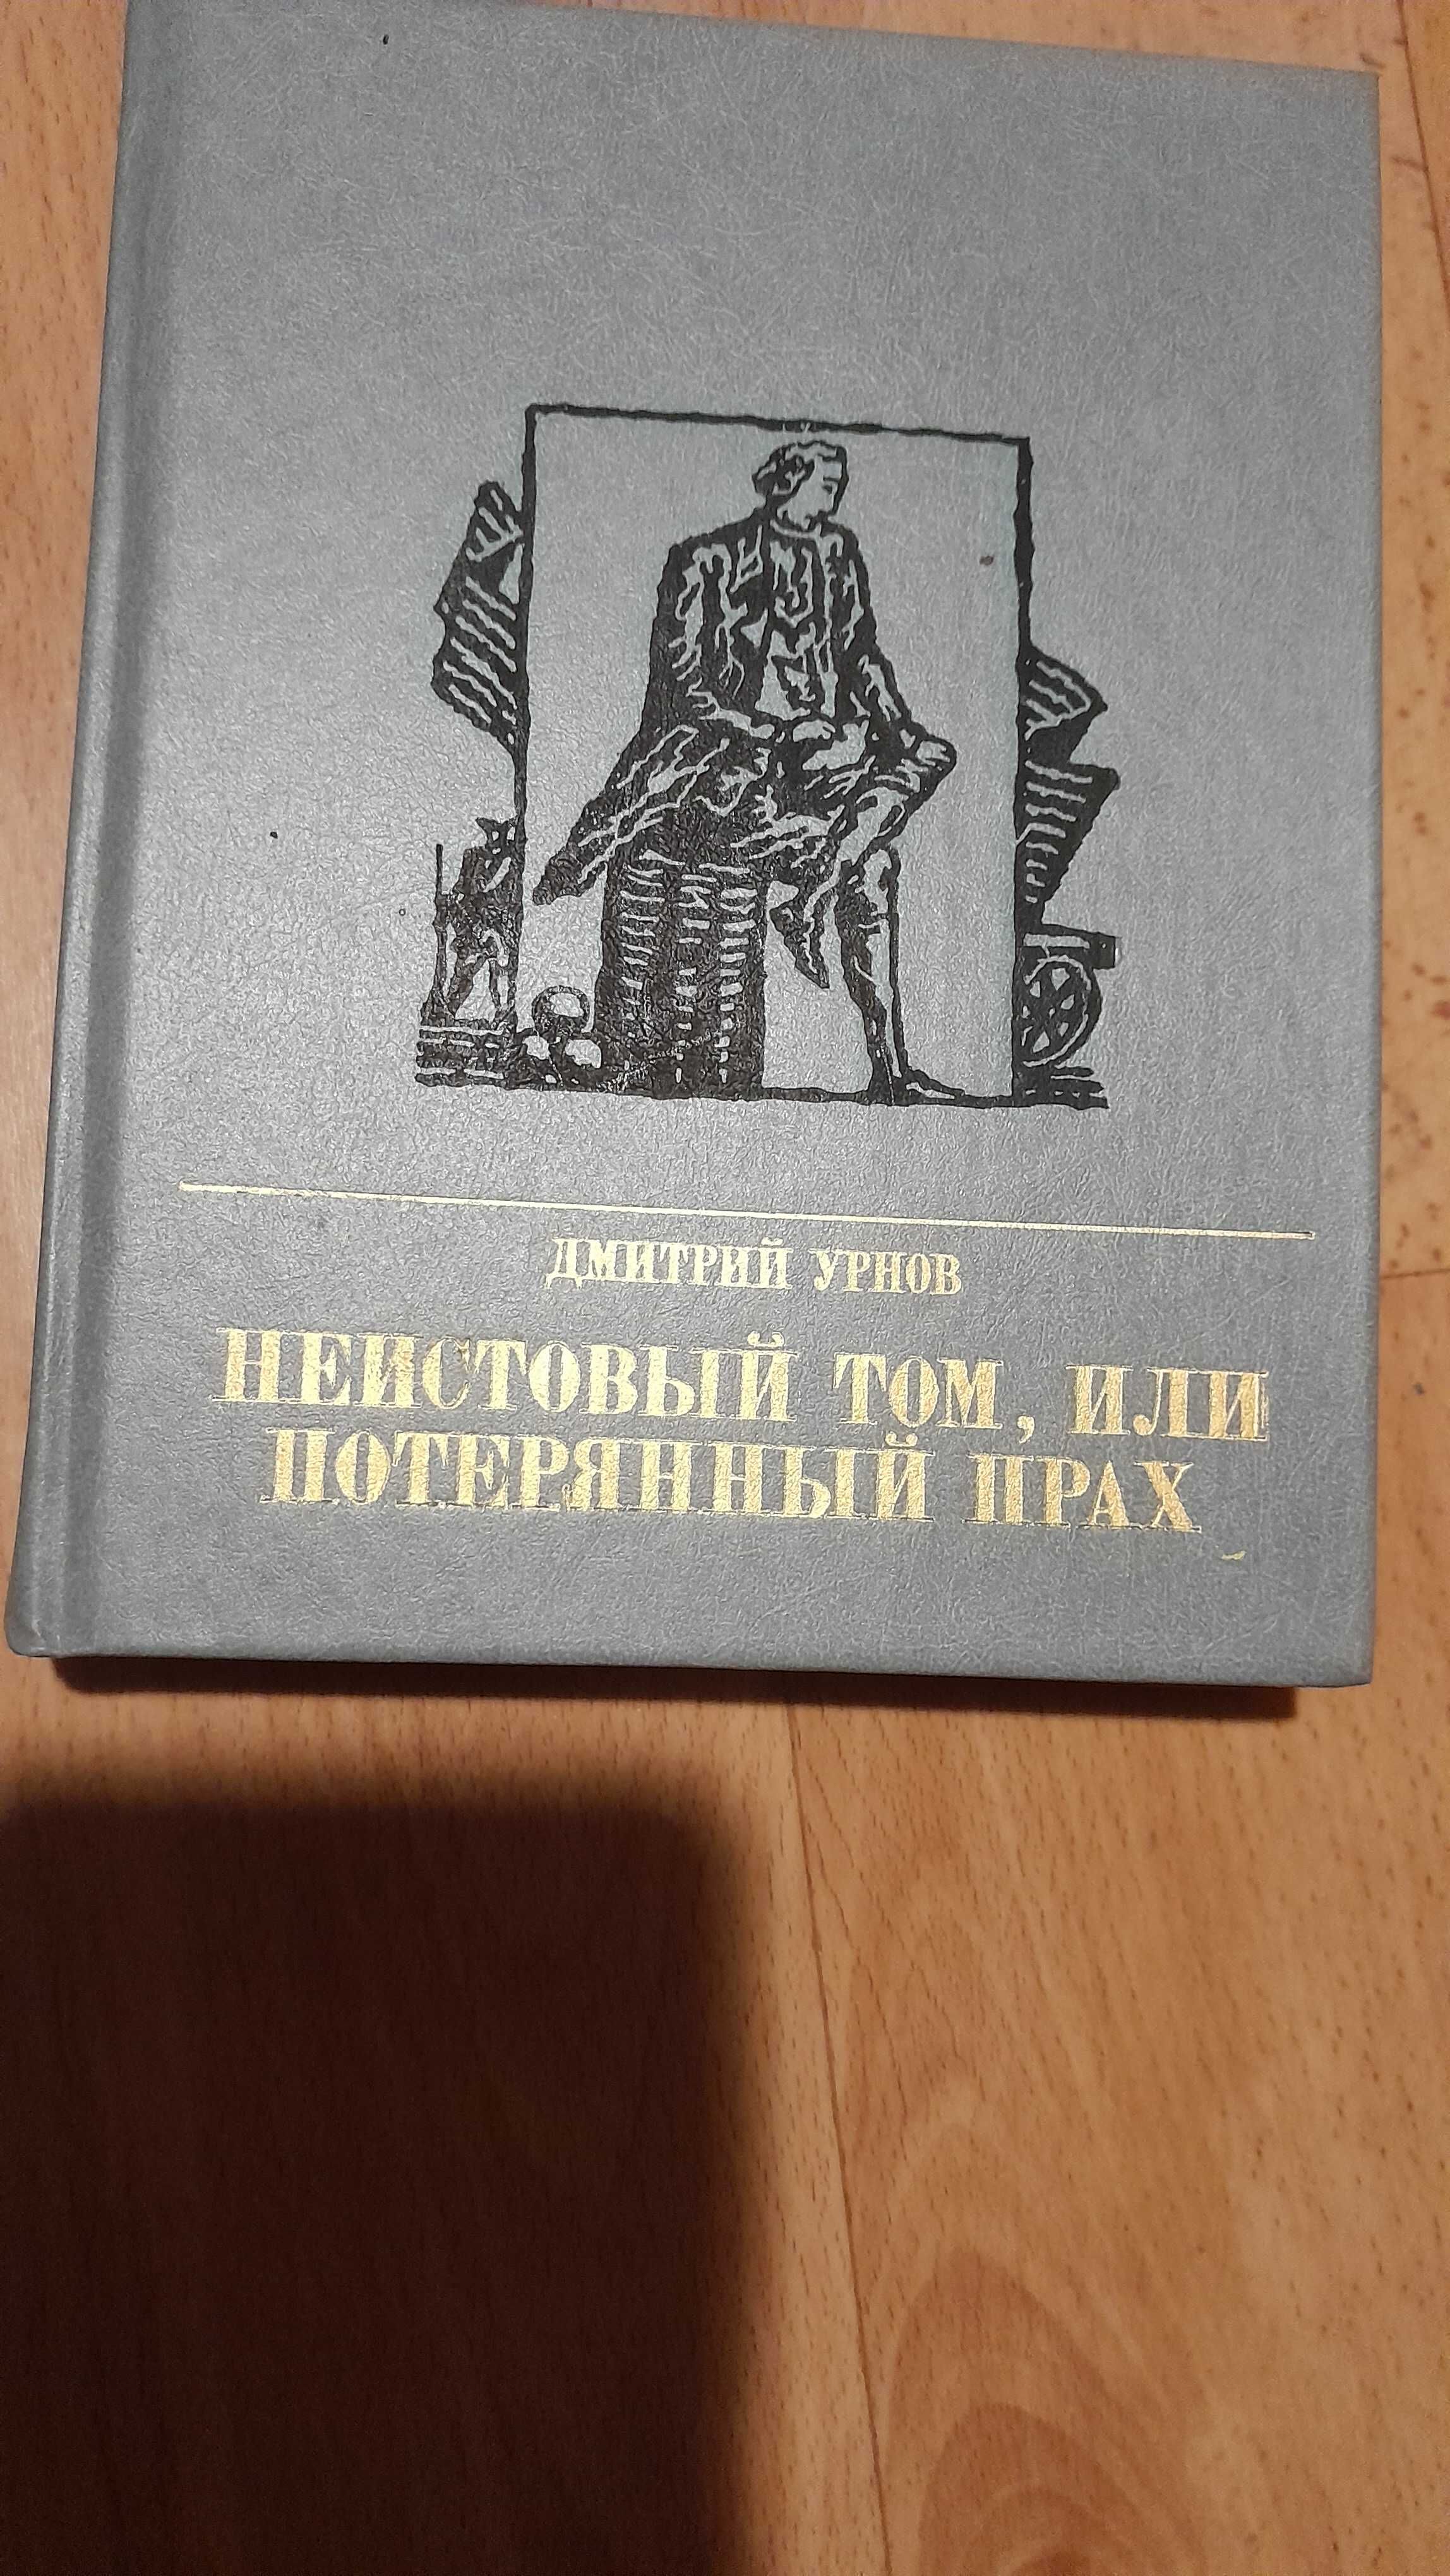 ДМИТРИЙ УРНОВ
НЕИСТОВЫЙ ТОМ, ИЛИ
ПОТЕРЯННЫЙ ПРАХ